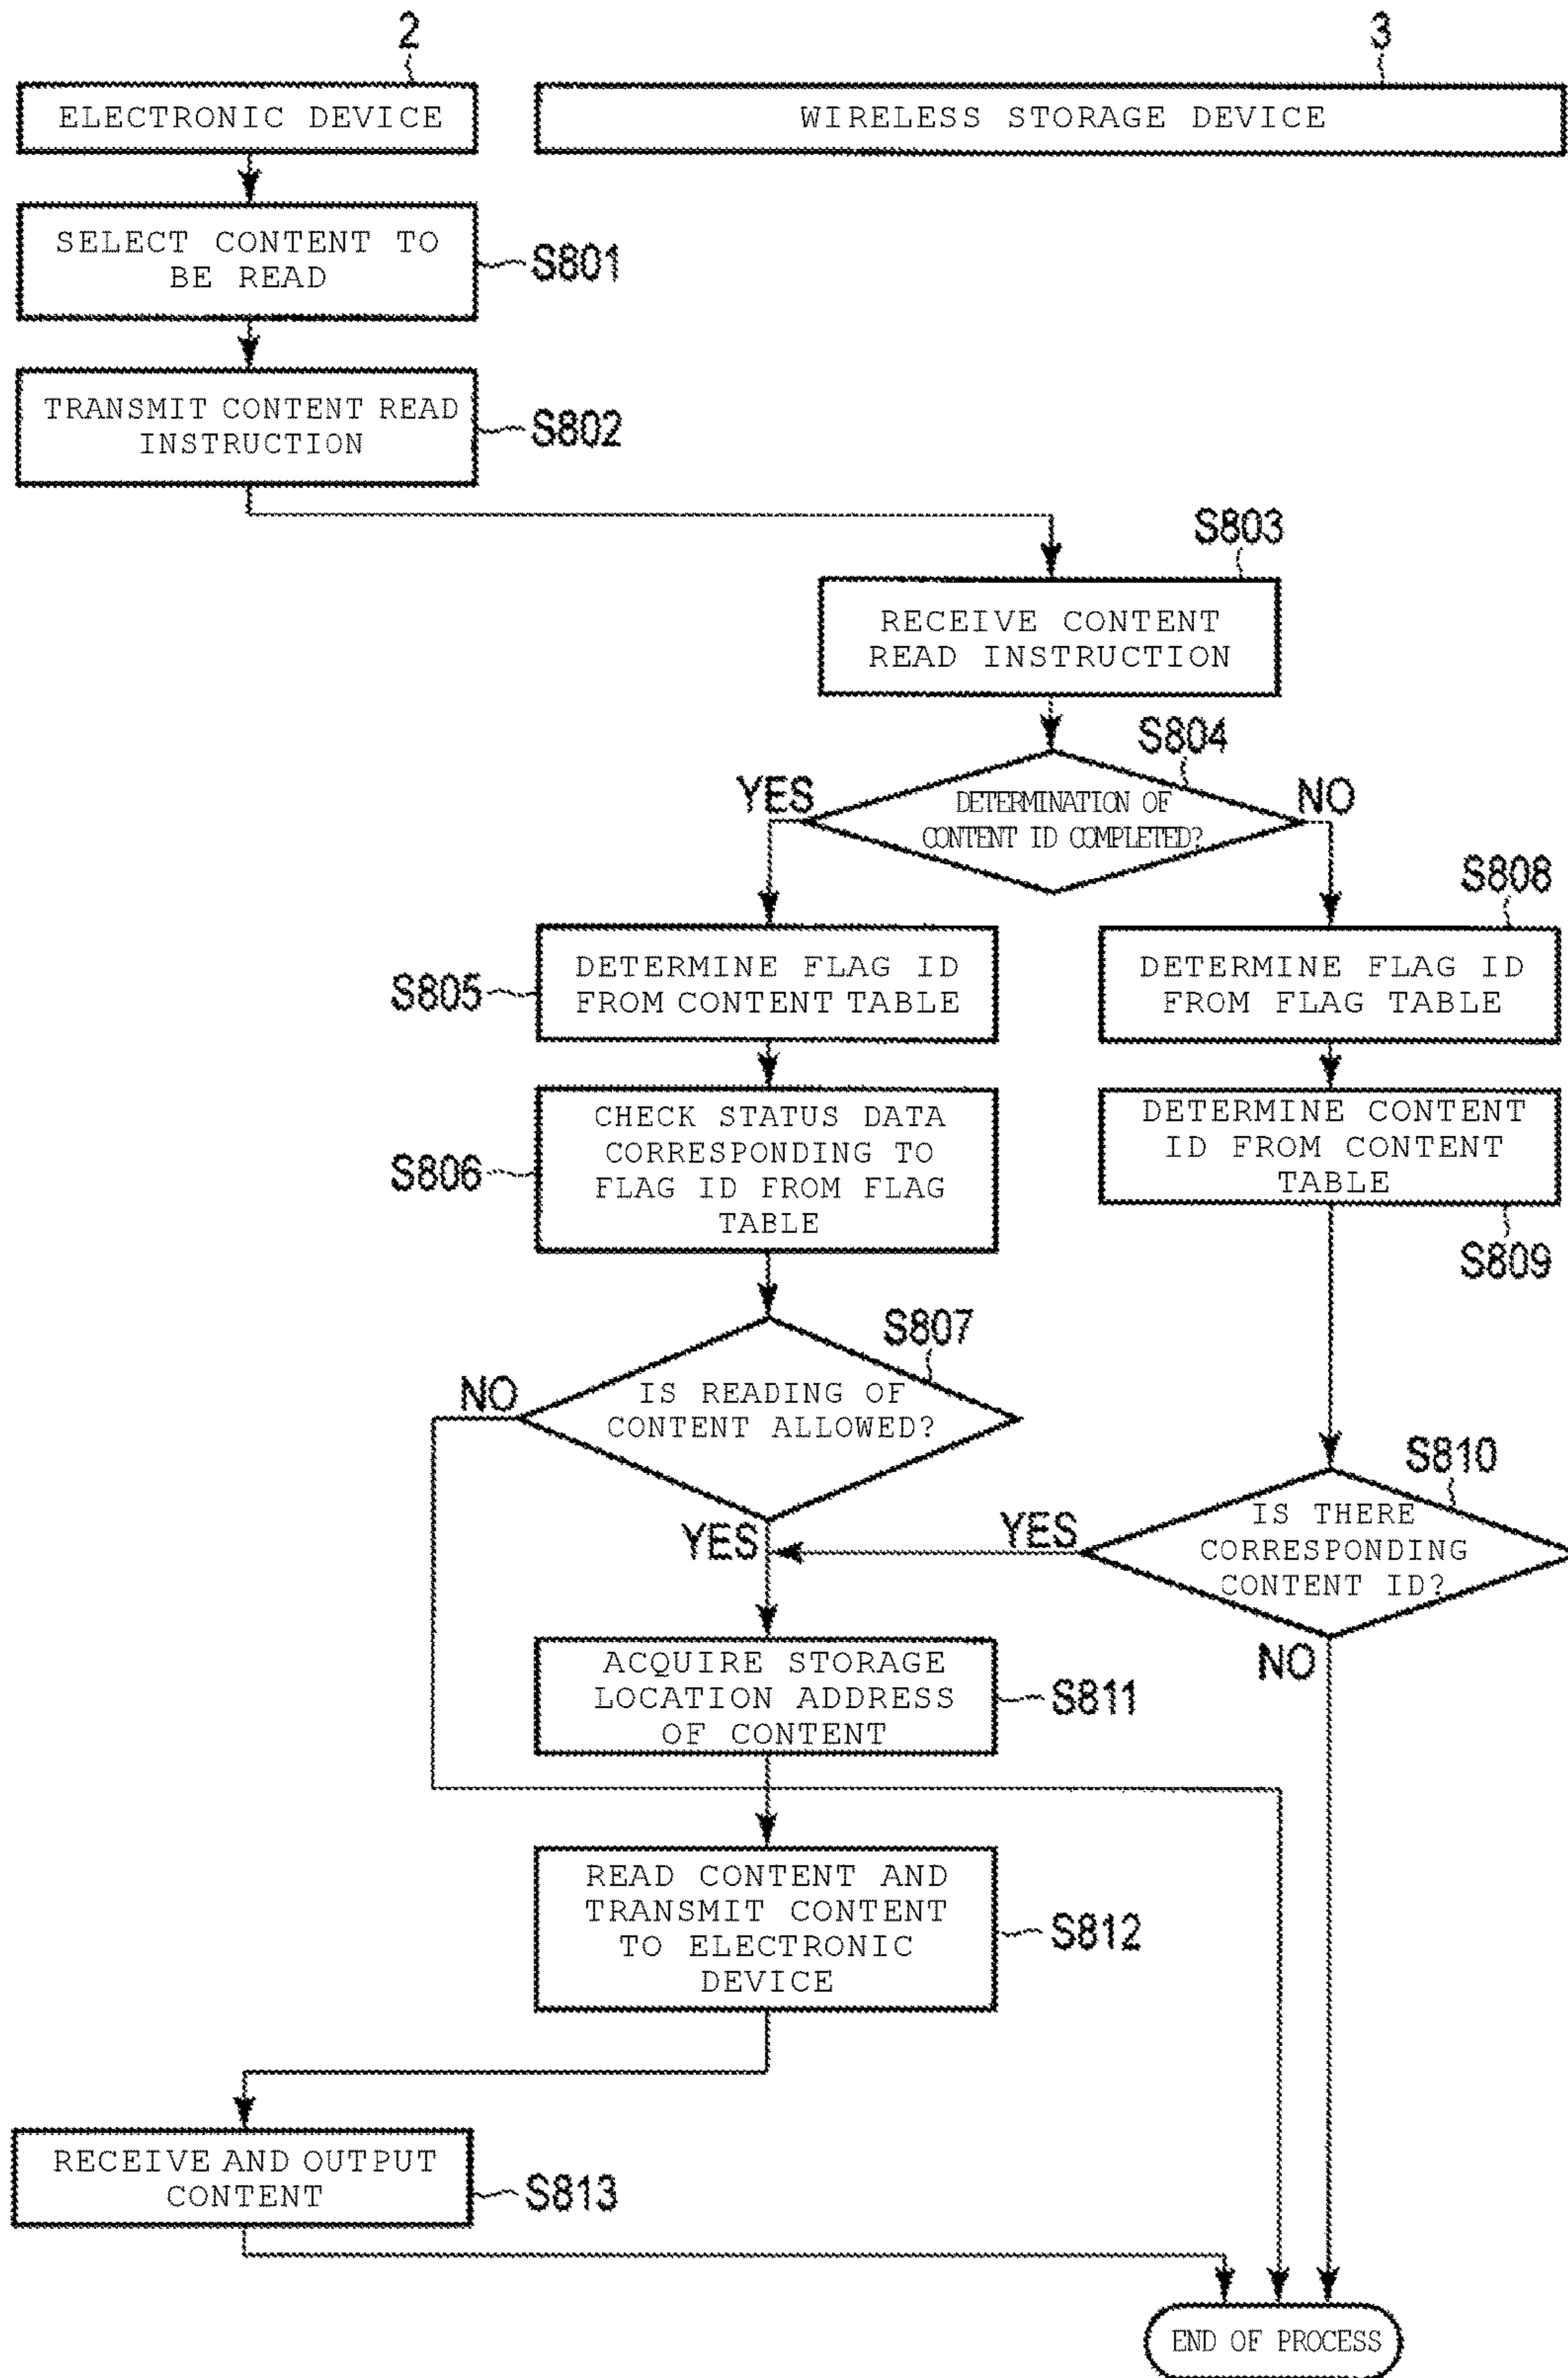 2
3
ELECTRONIC DEVICE
WIRELESS STORAGE DEVICE
SELECT CONTENT TO
BE READ
S801
TRANSMIT CONTENT READ
INSTRUCTION
S802
S803
RECEIVE CONTENT
READ INSTRUCTION
S804
YES
DETERMINATION OF
CONTENT ID COMPLETED?
NO
S808
S805
DETERMINE FLAG ID
FROM CONTENT TABLE
DETERMINE FLAG ID
FROM FLAG TABLE
S806
CHECK STATUS DATA
CORRESPONDING TO
FLAG ID FROM FLAG
TABLE
DETERMINE CONTENT
ID FROM CONTENT
TABLE
S809
S807
NO
IS READING OF
CONTENT ALLOWED?
YES
S810
YES
IS THERE
CORRESPONDING
CONTENT ID?
NO
ACQUIRE STORAGE
LOCATION ADDRESS
OF CONTENT
S811
READ CONTENT AND
TRANSMIT CONTENT
TO ELECTRONIC
DEVICE
S812
RECEIVE AND OUTPUT
CONTENT
S813
END OF PROCESS